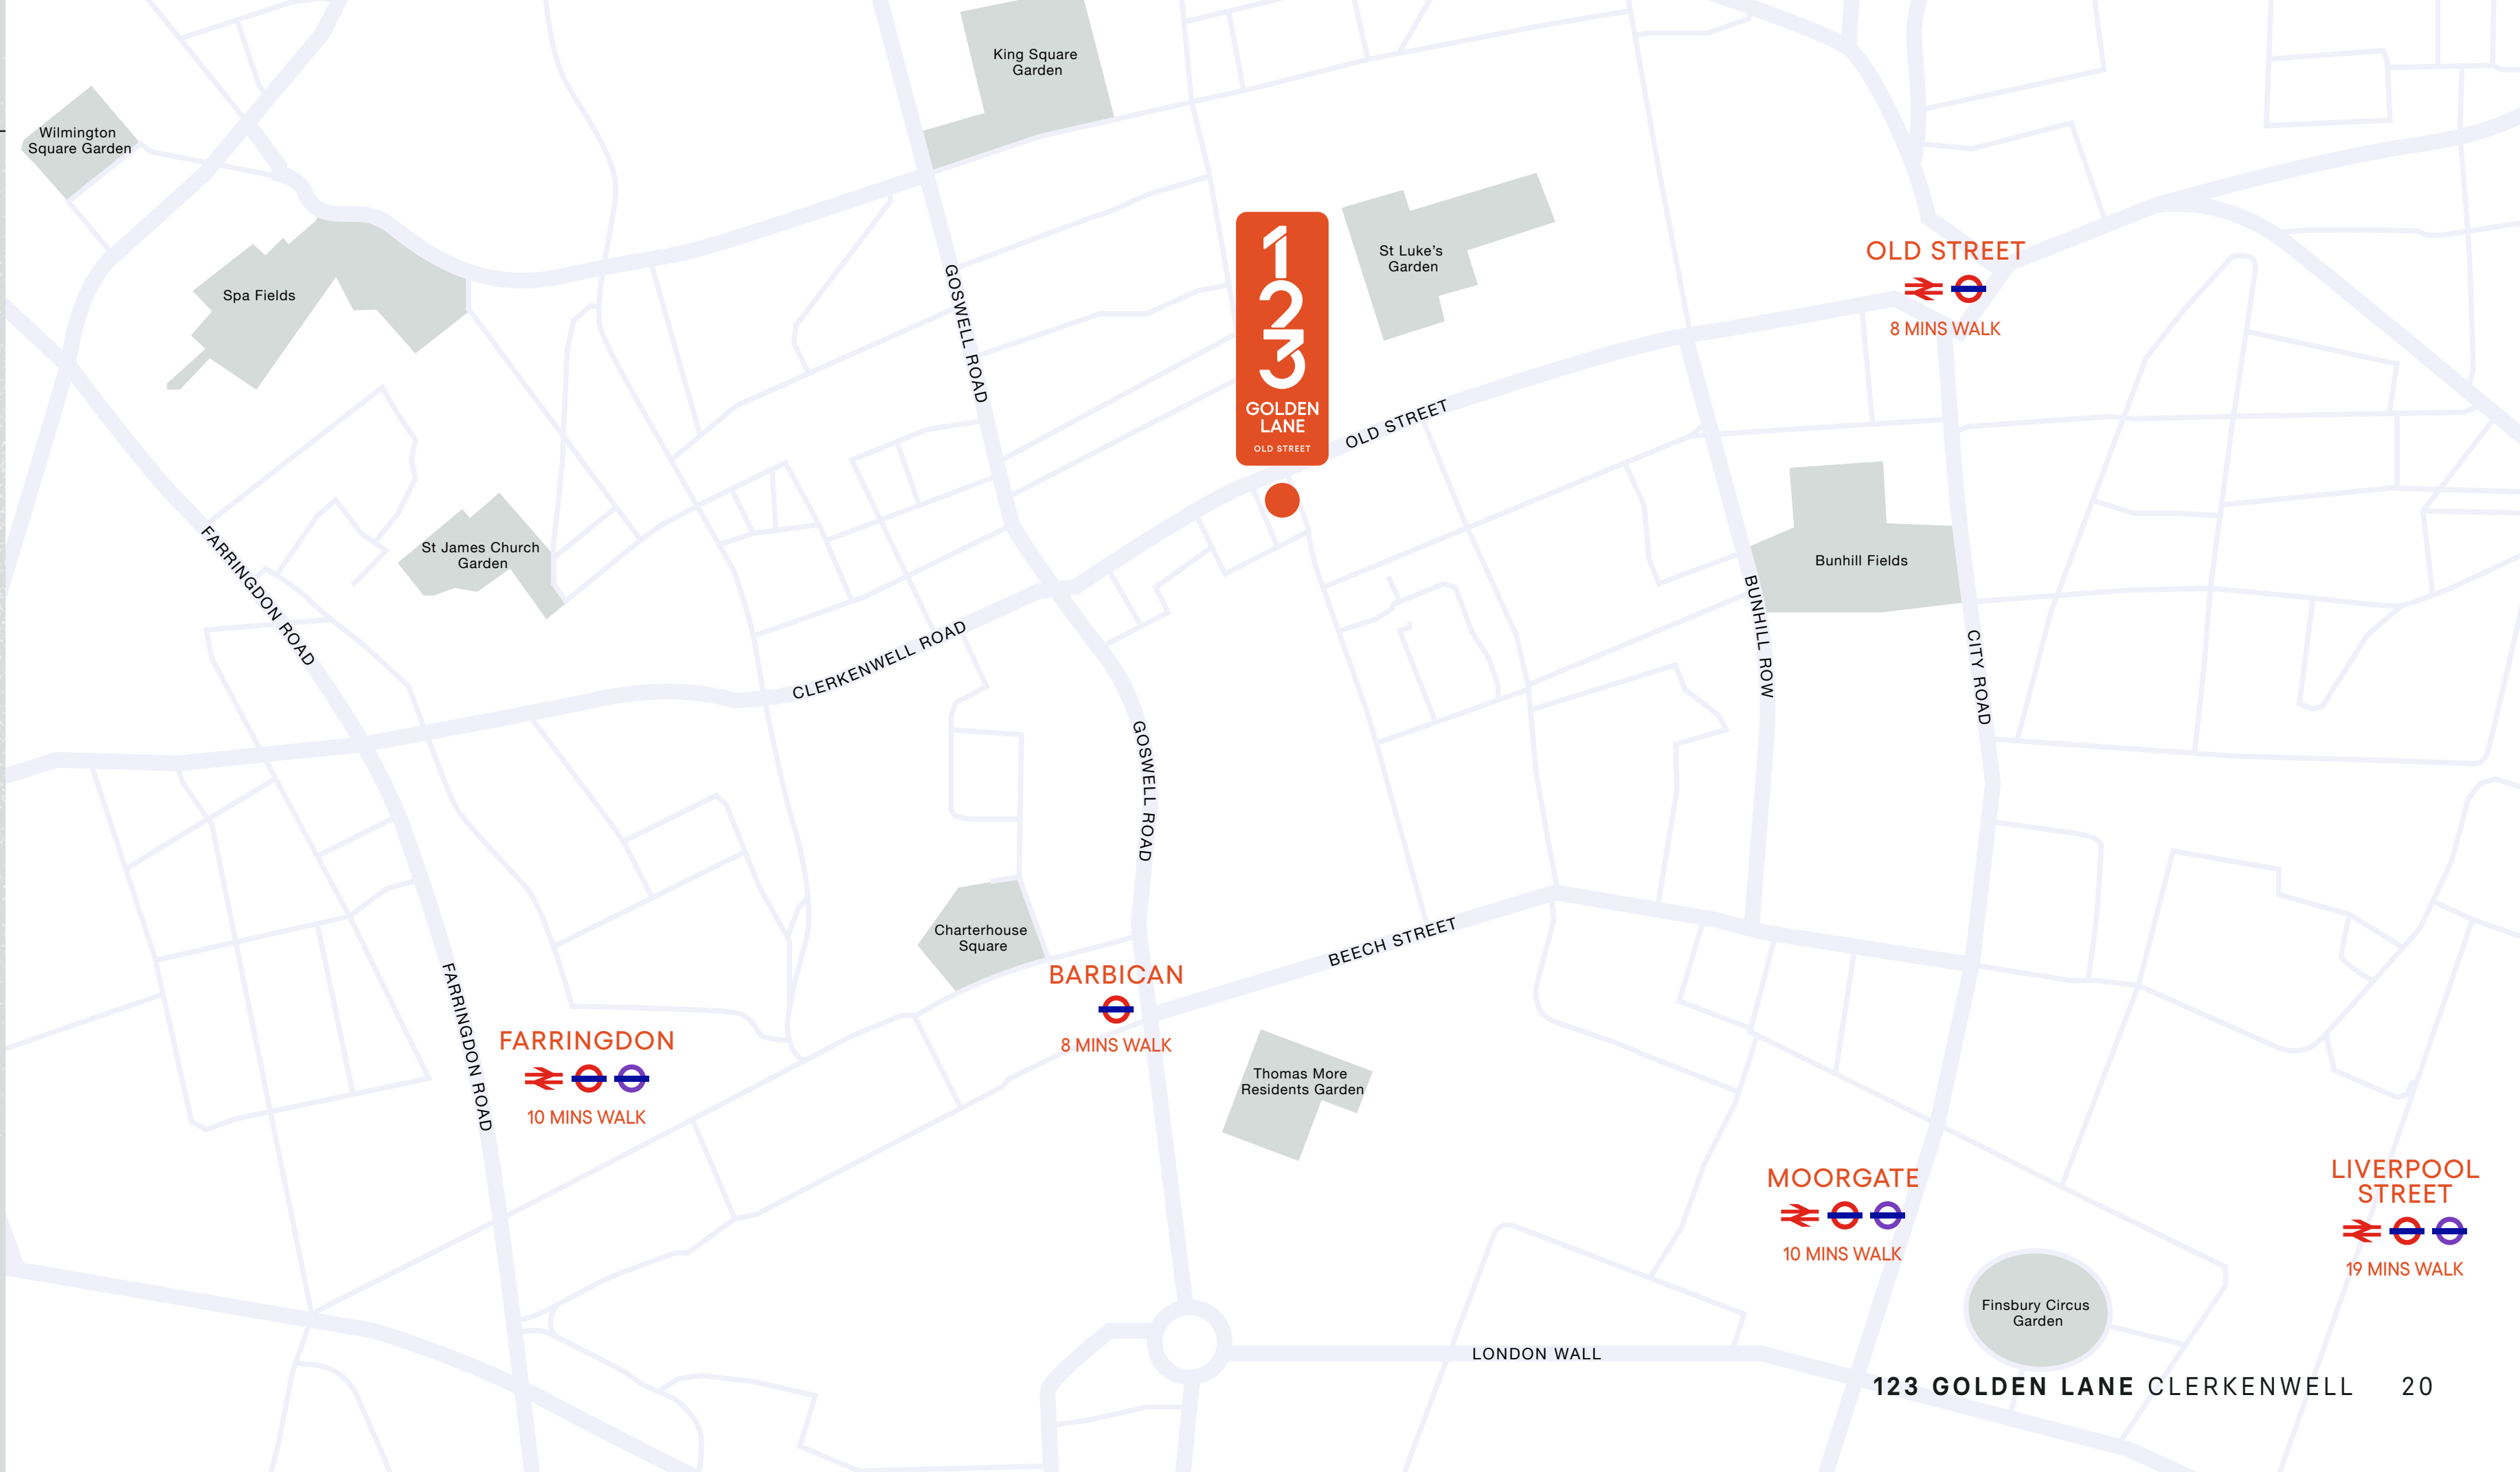 King Square
Garden
Wilmington
Square Garden
St Luke's
Garden
OLD STREET
8 MINS WALK
Spa Fields
GOSWELL ROAD
123
GOLDEN
LANE
OLD STREET
OLD STREET
FARRINGDON ROAD
St James Church
Garden
Bunhill Fields
BUNHILL ROW
CITY ROAD
CLERKENWELL ROAD
GOSWELL ROAD
Charterhouse
Square
BEECH STREET
BARBICAN
8 MINS WALK
FARRINGDON ROAD
FARRINGDON
10 MINS WALK
Thomas More
Residents Garden
MOORGATE
10 MINS WALK
LIVERPOOL
STREET
19 MINS WALK
Finsbury Circus
Garden
LONDON WALL
123 GOLDEN LANE CLERKENWELL 20